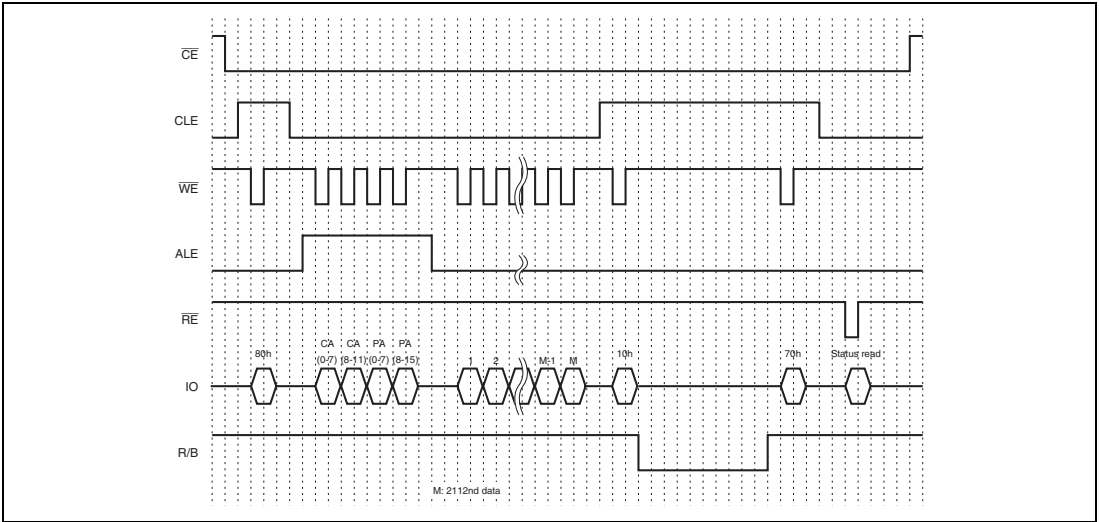 CE
CLE
WE
ALE
RE
CA CA PA PA
80h (0-7) (8-11) (0-7) (8-15) 1 2 M-1 M 10h 70h Status read
IO
R/B
M: 2112nd data